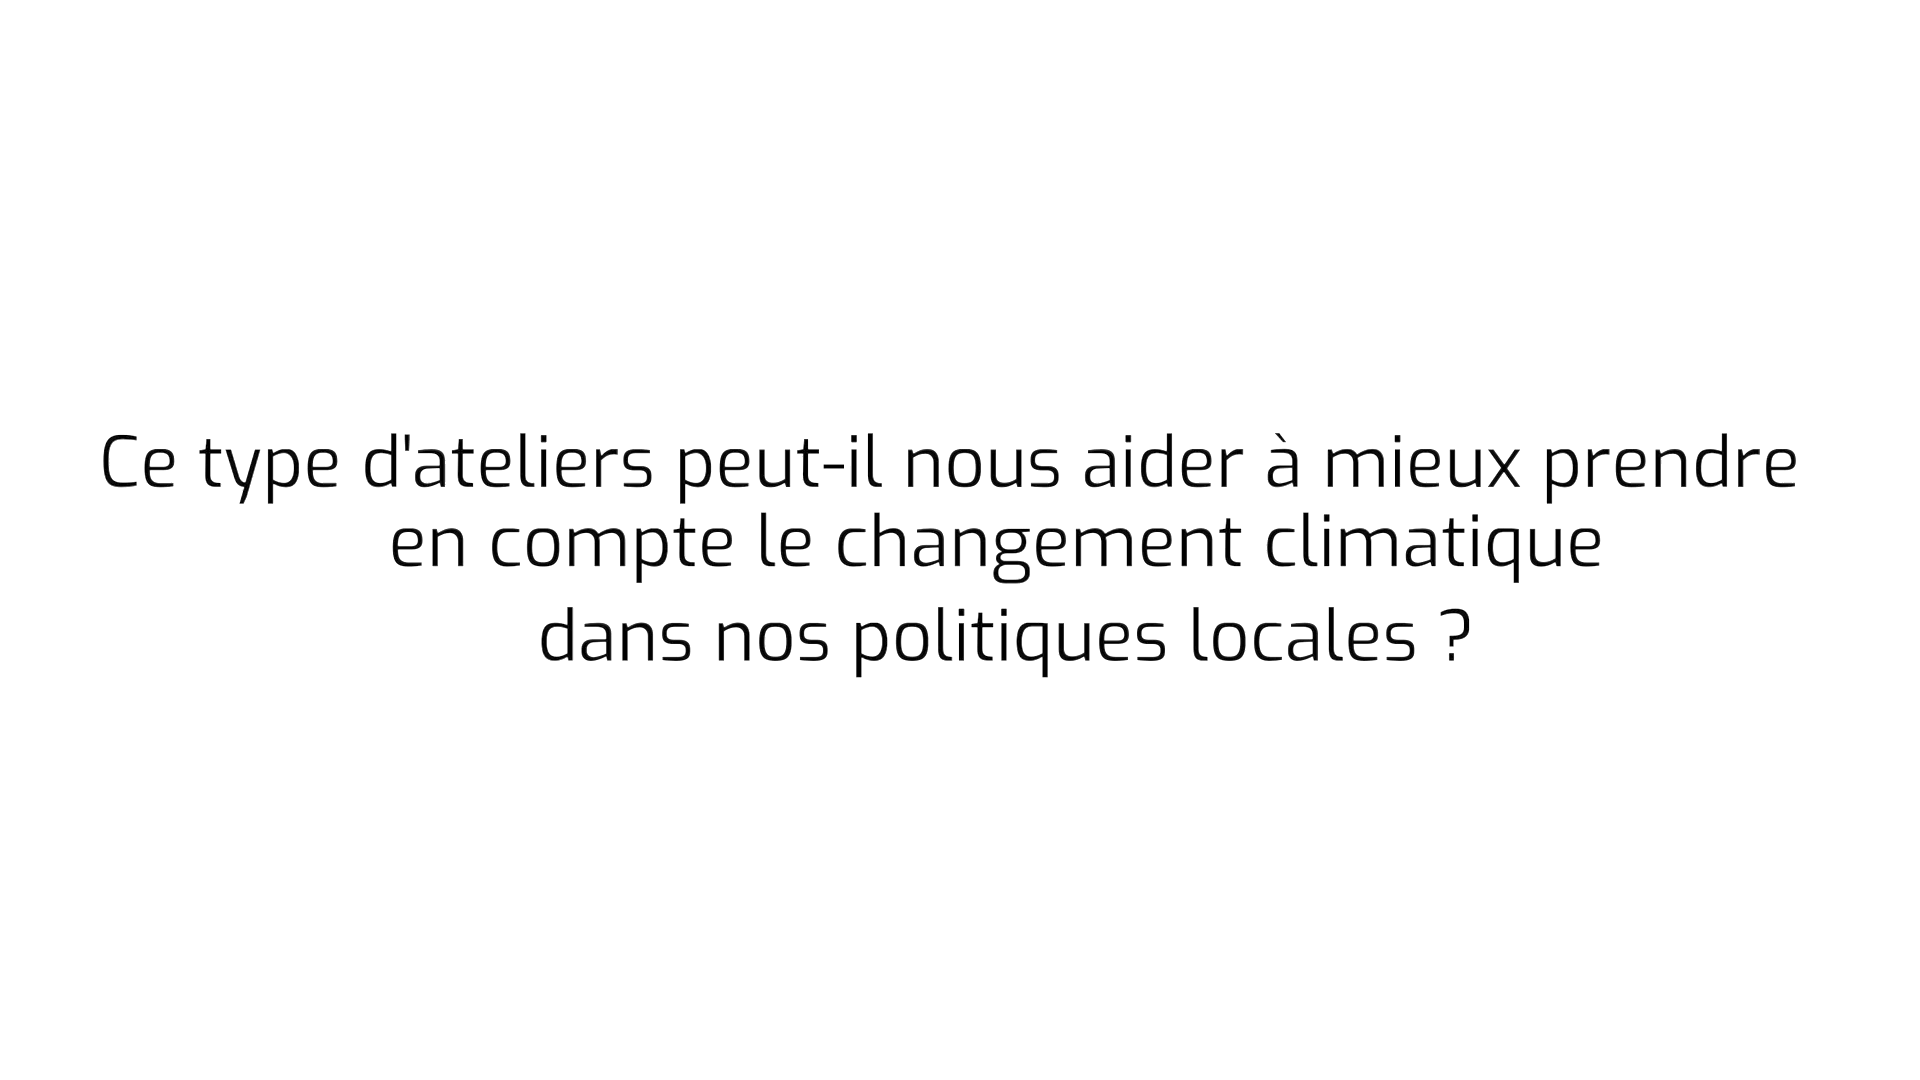 Ce type d'ateliers peut-il nous aider à mieux prendre
en compte le changement climatique
dans nos politiques locales ?